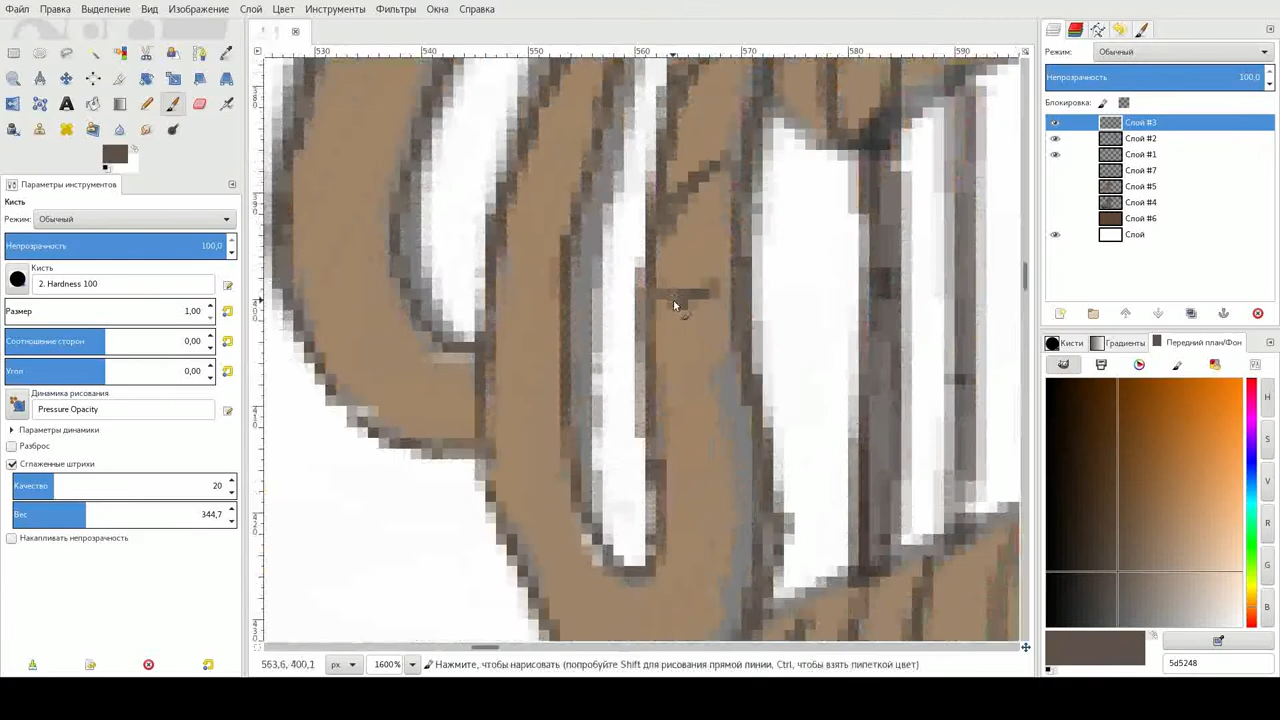 Файл Правка Выделение Вид Изображение Слой Цвет Инструменты Фильтры Окна Справка
Параметры инструментов
Кисть
Режим: Обычный
Непрозрачность 100,0
Кисть
2. Hardness 100
Размер 1,00
Соотношение сторон 0,00
Угол 0,00
Динамика рисования
Pressure Opacity
Параметры динамики
Разброс
Сглаженные штрихи
Качество 20
Вес 344,7
Накапливать непрозрачность
530 540 550 560 570 580 590
563,6, 400,1 px 1600% Нажмите, чтобы нарисовать (попробуйте Shift для рисования прямой линии, Ctrl, чтобы взять пипеткой цвет)
Режим: Обычный
Непрозрачность 100,0
Блокировка:
Слой #3
Слой #2
Слой #1
Слой #7
Слой #5
Слой #4
Слой #6
Слой
Кисти Градиенты Передний план/Фон
H
S
V
R
G
B
5d5248